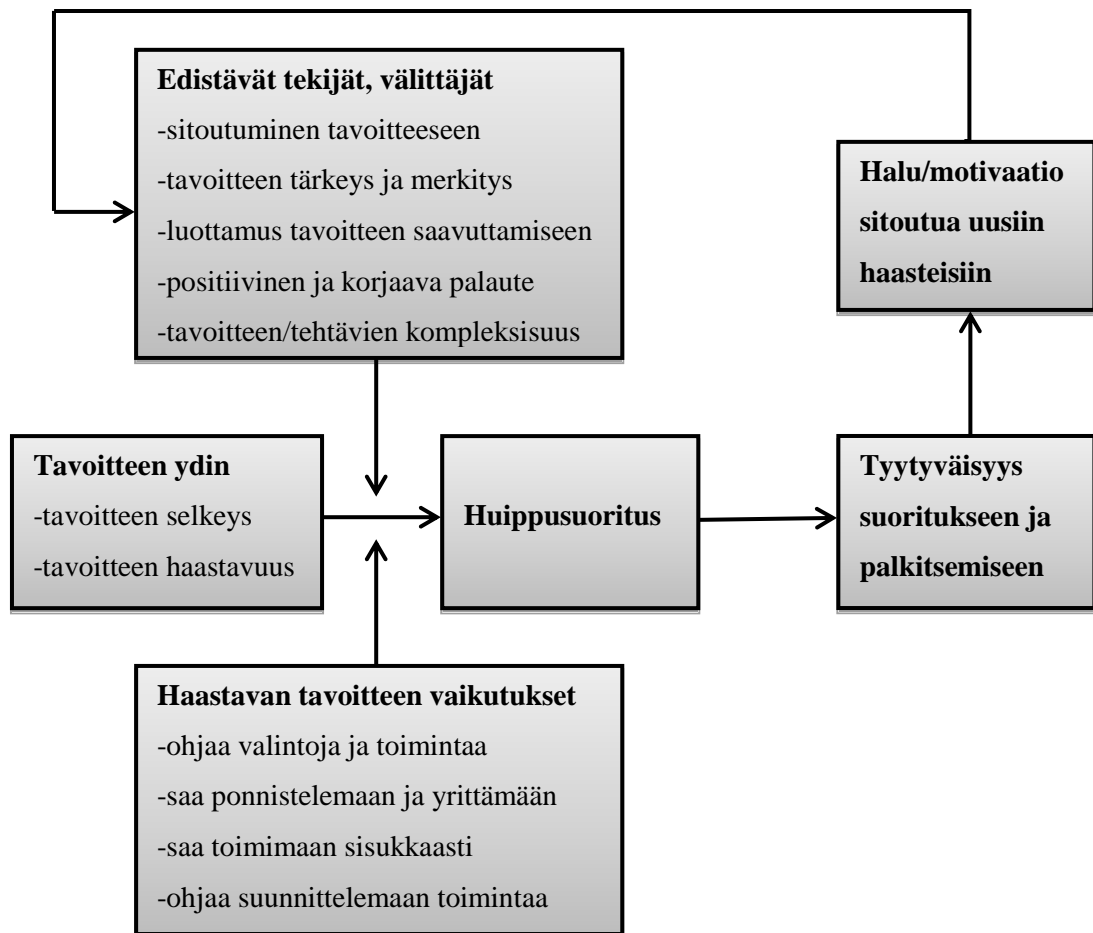 Edistävät tekijät, välittäjät
-sitoutuminen tavoitteeseen
-tavoitteen tärkeys ja merkitys
-luottamus tavoitteen saavuttamiseen
-positiivinen ja korjaava palaute
-tavoitteen/tehtävien kompleksisuus
Halu/motivaatio
sitoutua uusiin
haasteisiin
Tavoitteen ydin
-tavoitteen selkeys
-tavoitteen haastavuus
Huippusuoritus
Tyytyväisyys
suoritukseen ja
palkitsemiseen
Haastavan tavoitteen vaikutukset
-ohjaa valintoja ja toimintaa
-saa ponnistelemaan ja yrittämään
-saa toimimaan sisukkaasti
-ohjaa suunnittelemaan toimintaa